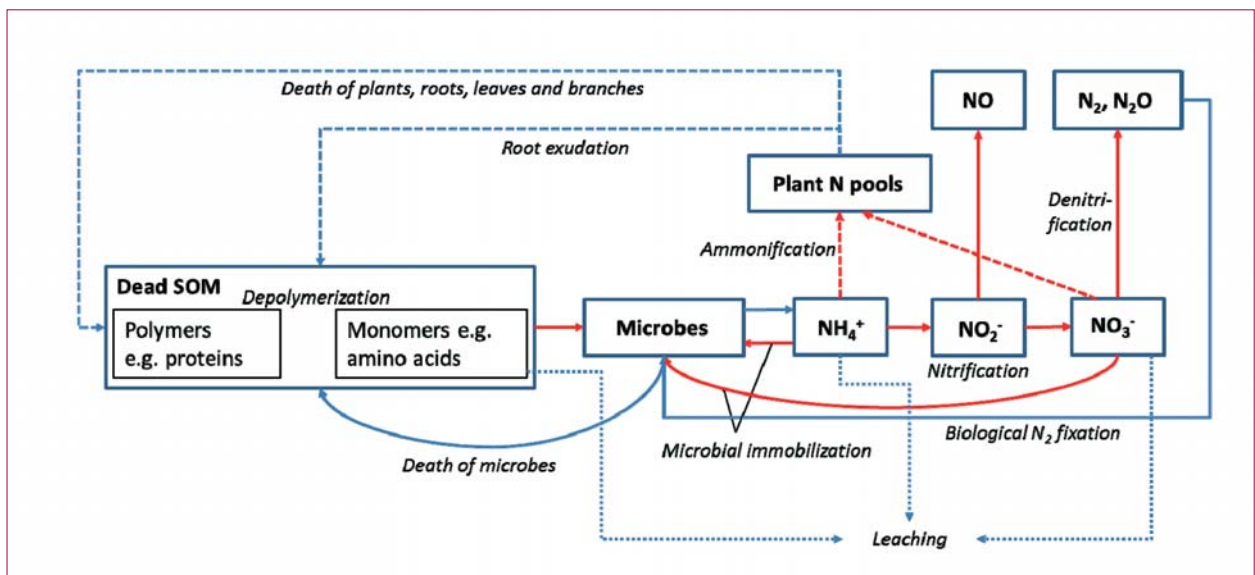 Death of plants, roots, leaves and branches
NO
N₂, N₂O
Root exudation
Plant N pools
Denitri-
fication
Ammonification
Dead SOM
Depolymerization
Polymers
e.g. proteins
Monomers e.g.
amino acids
Microbes
NH₄⁺
NO₂⁻
NO₃⁻
Nitrification
Biological N₂ fixation
Microbial immobilization
Death of microbes
Leaching